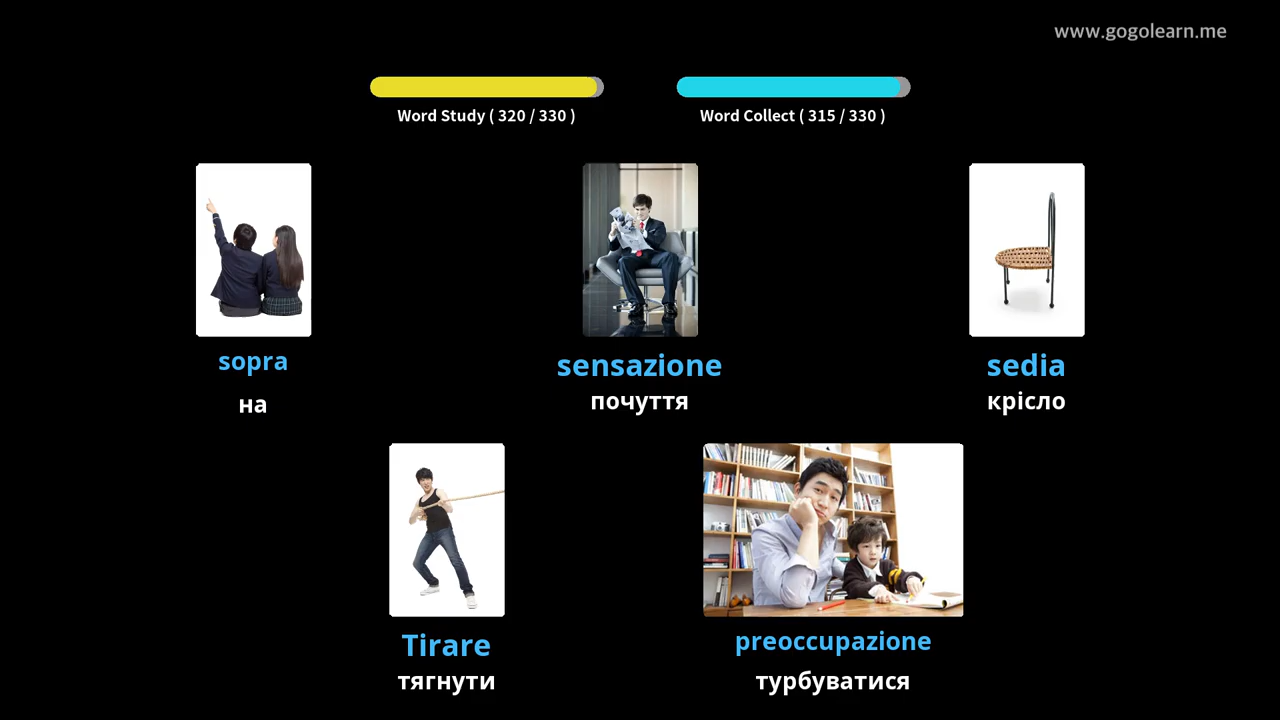 www.gogolearn.me
Word Study ( 320 / 330 )
Word Collect ( 315 / 330 )
sopra
на
sensazione
почуття
sedia
крісло
Tirare
тягнути
preoccupazione
турбуватися